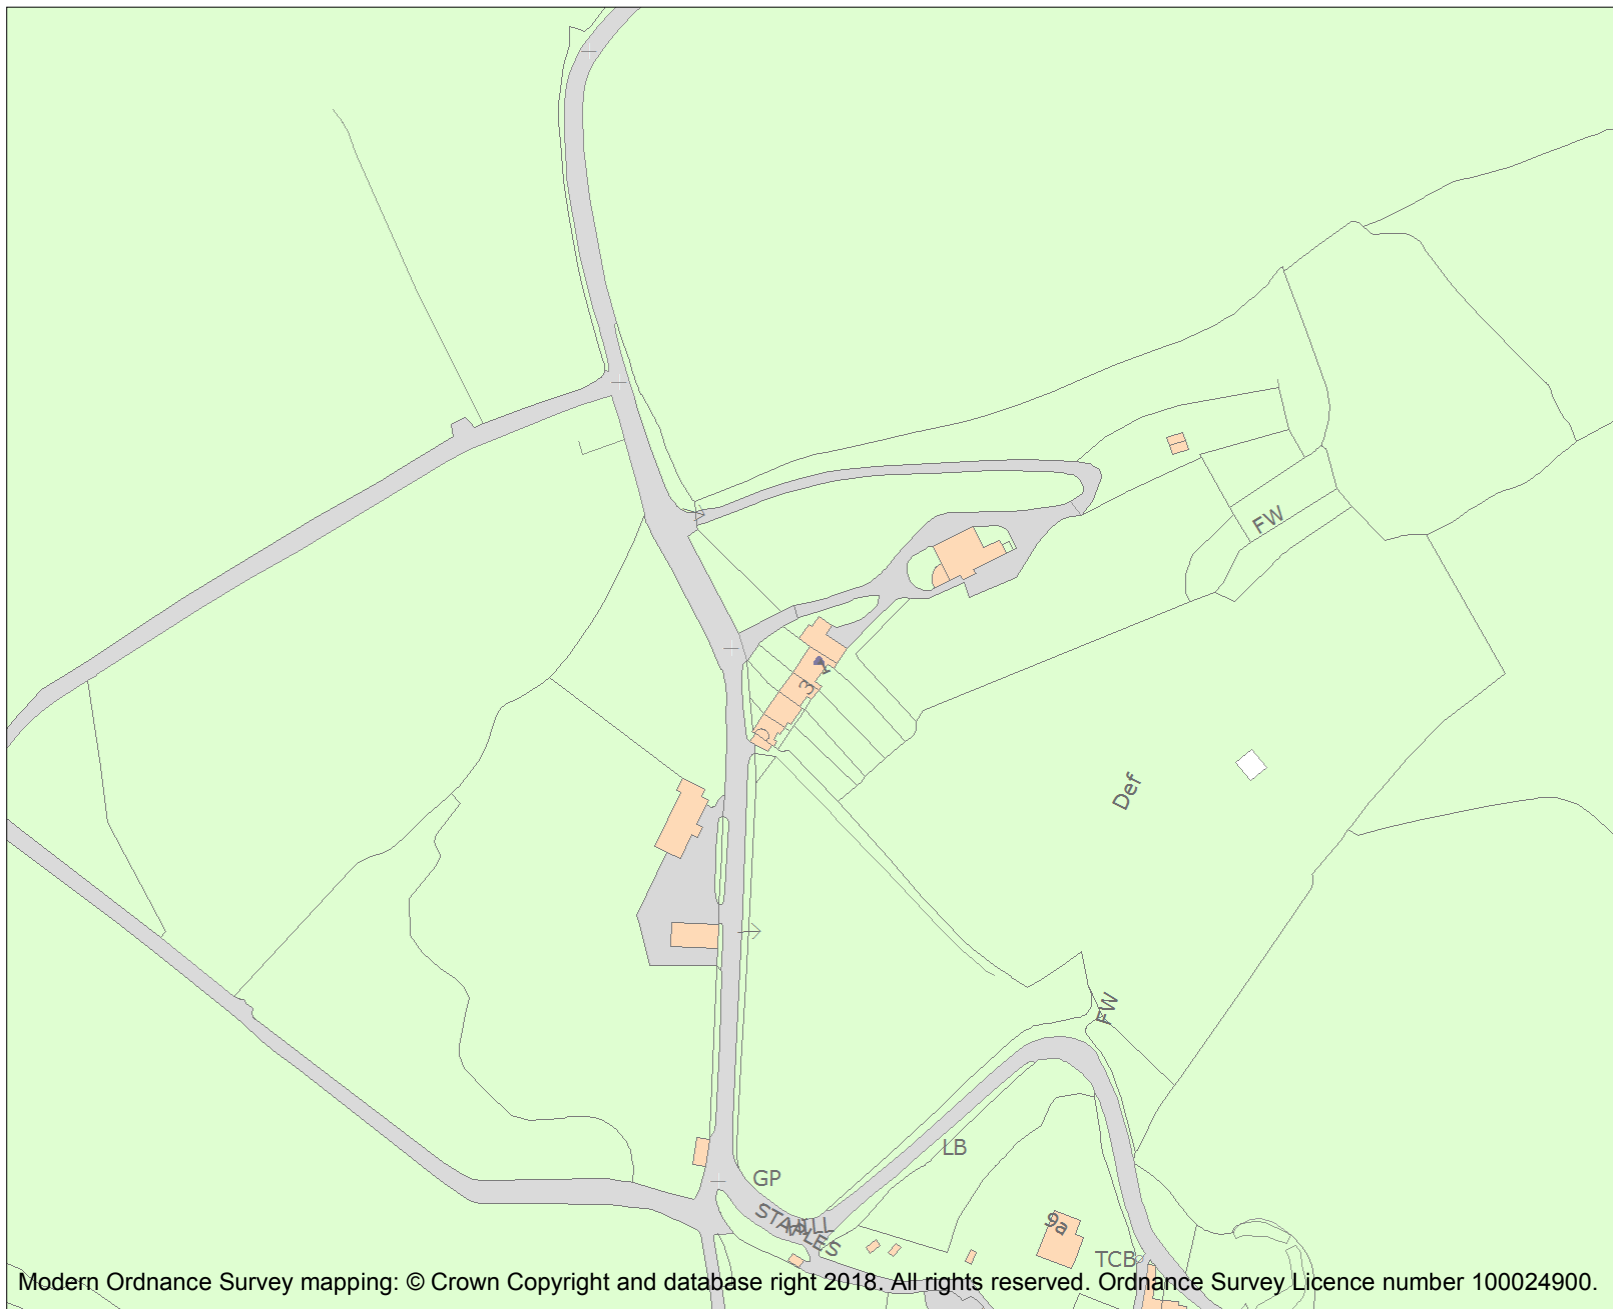 FW
3
Def
FW
LB
GP
STAPLES
HILL
9a
TCB
Modern Ordnance Survey mapping: © Crown Copyright and database right 2018. All rights reserved. Ordnance Survey Licence number 100024900.